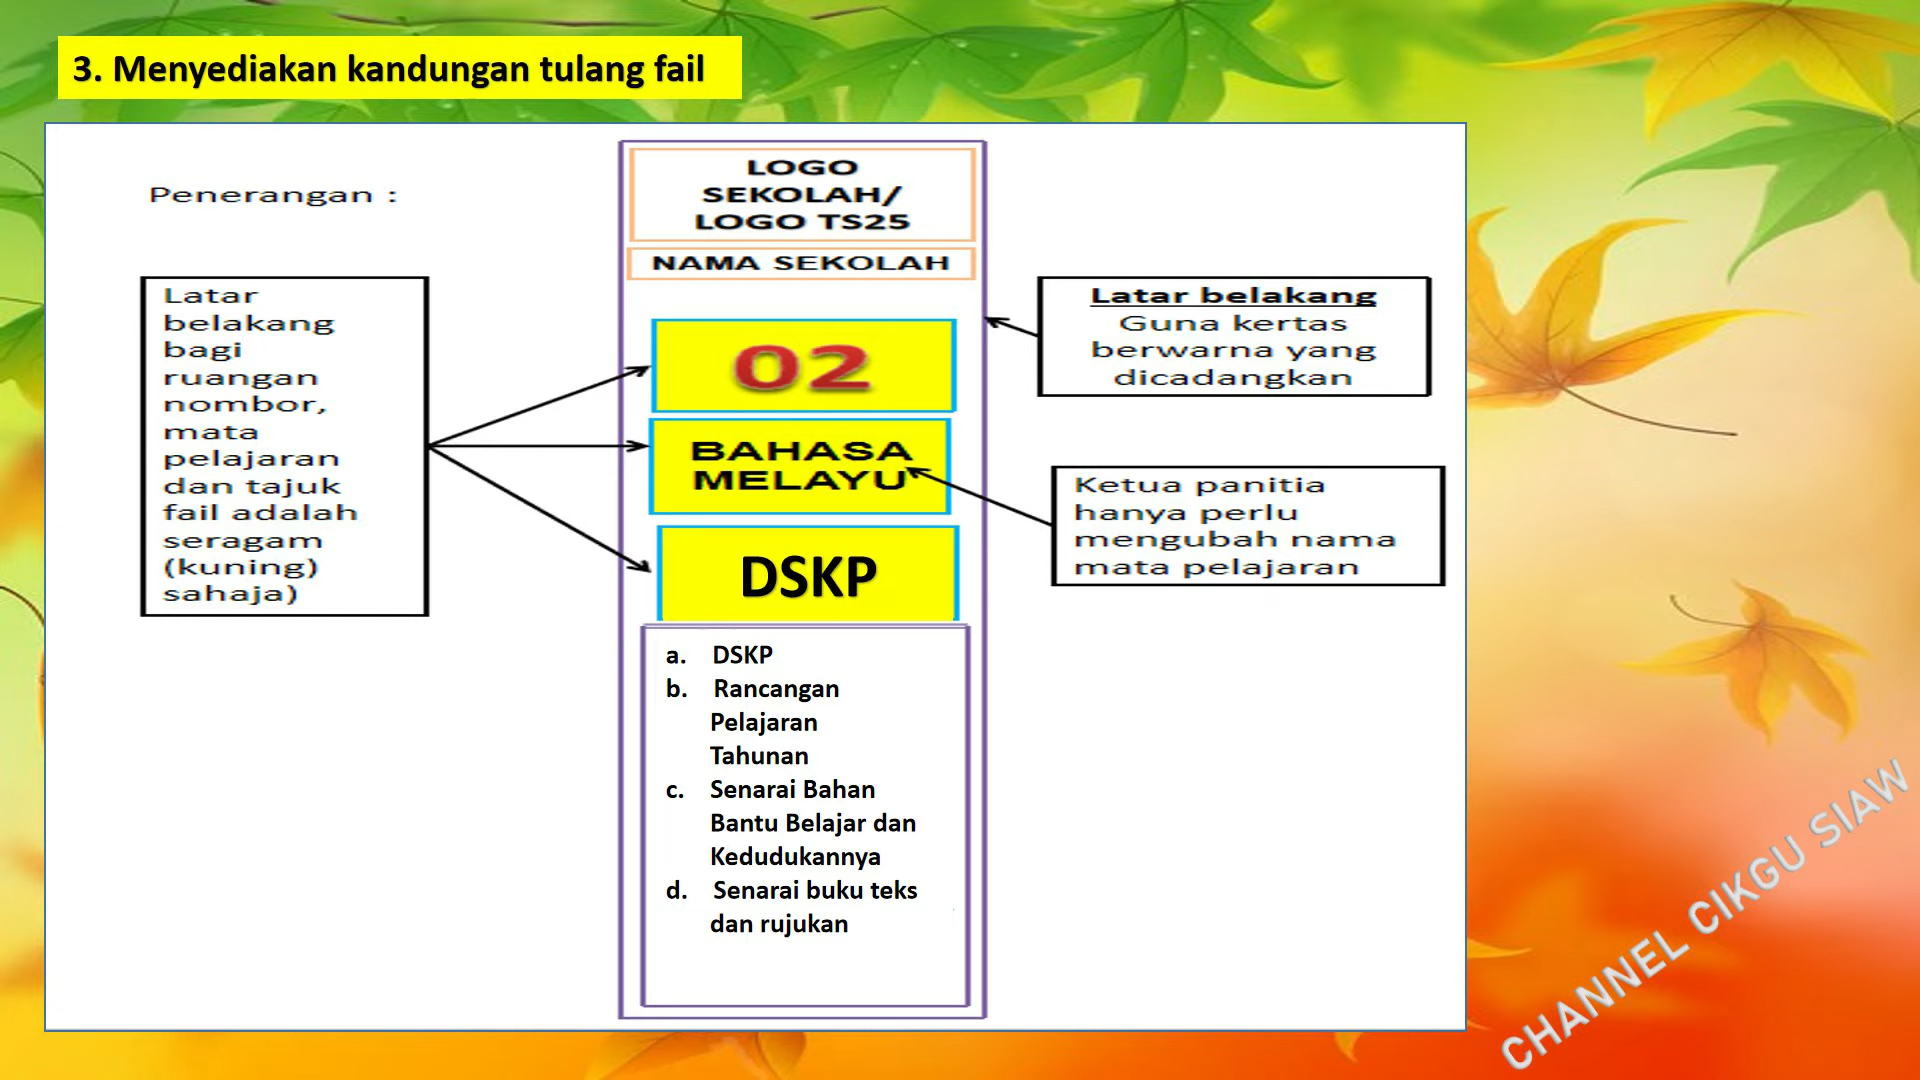 3. Menyediakan kandungan tulang fail
Penerangan :
LOGO
SEKOLAH/
LOGO TS25
NAMA SEKOLAH
Latar
belakang
bagi
ruangan
nombor,
mata
pelajaran
dan tajuk
fail adalah
seragam
(kuning)
sahaja)
02
BAHASA
MELAYU
DSKP
Latar belakang
Guna kertas
berwarna yang
dicadangkan
Ketua panitia
hanya perlu
mengubah nama
mata pelajaran
a. DSKP
b. Rancangan
Pelajaran
Tahunan
c. Senarai Bahan
Bantu Belajar dan
Kedudukannya
d. Senarai buku teks
dan rujukan
CHANNEL CIKGU SIAW